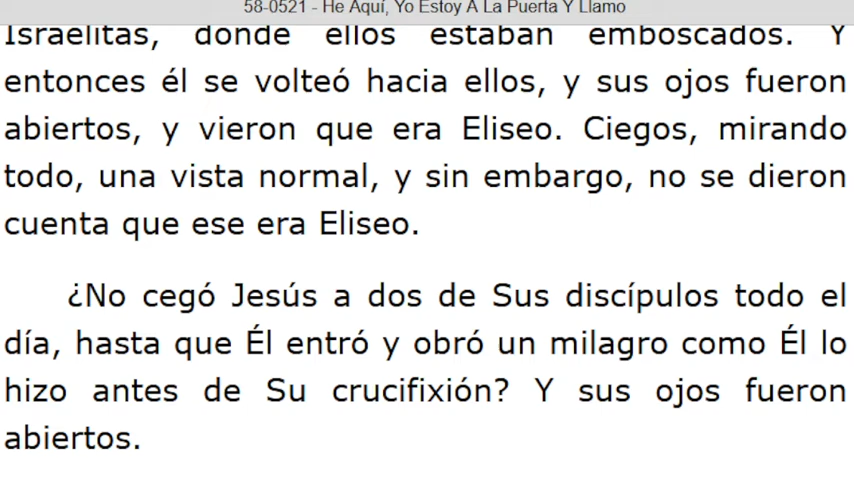 58-0521 - He Aquí, Yo Estoy A La Puerta Y Llamo
Israelitas, donde ellos estaban emboscados. Y
entonces él se volteó hacia ellos, y sus ojos fueron
abiertos, y vieron que era Eliseo. Ciegos, mirando
todo, una vista normal, y sin embargo, no se dieron
cuenta que ese era Eliseo.
¿No cegó Jesús a dos de Sus discípulos todo el
día, hasta que Él entró y obró un milagro como Él lo
hizo antes de Su crucifixión? Y sus ojos fueron
abiertos.